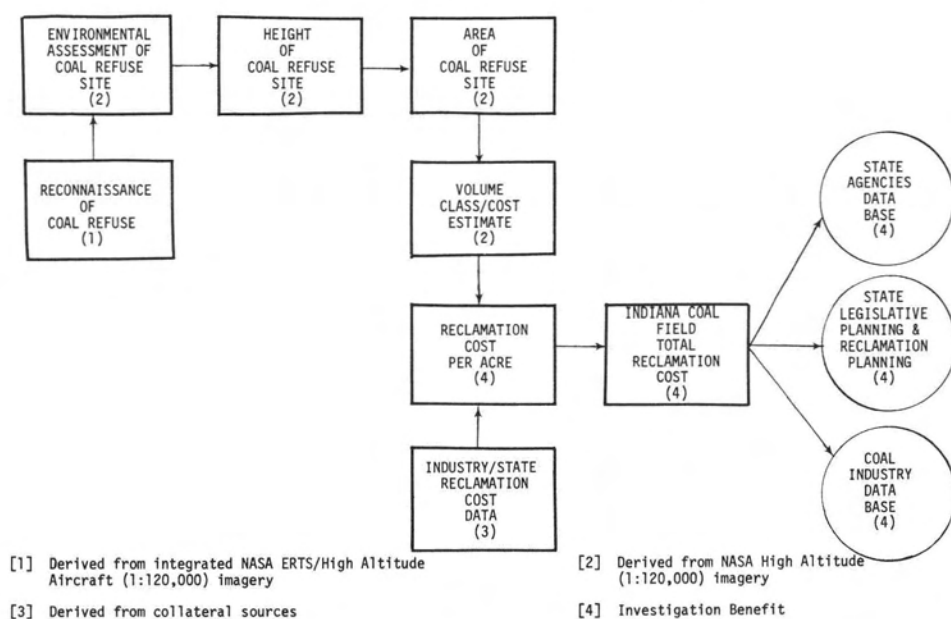 ENVIRONMENTAL
ASSESSMENT OF
COAL REFUSE
SITE
(2)
HEIGHT
OF
COAL REFUSE
SITE
(2)
AREA
OF
COAL REFUSE
SITE
(2)
RECONNAISSANCE
OF
COAL REFUSE
(1)
VOLUME
CLASS/COST
ESTIMATE
(2)
RECLAMATION
COST
PER ACRE
(4)
INDUSTRY/STATE
RECLAMATION
COST
DATA
(3)
INDIANA COAL
FIELD
TOTAL
RECLAMATION
COST
(4)
STATE
AGENCIES
DATA
BASE
(4)
STATE
LEGISLATIVE
PLANNING &
RECLAMATION
PLANNING
(4)
COAL
INDUSTRY
DATA
BASE
(4)
[1] Derived from integrated NASA ERTS/High Altitude
Aircraft (1:120,000) imagery
[2] Derived from NASA High Altitude
(1:120,000) imagery
[3] Derived from collateral sources
[4] Investigation Benefit